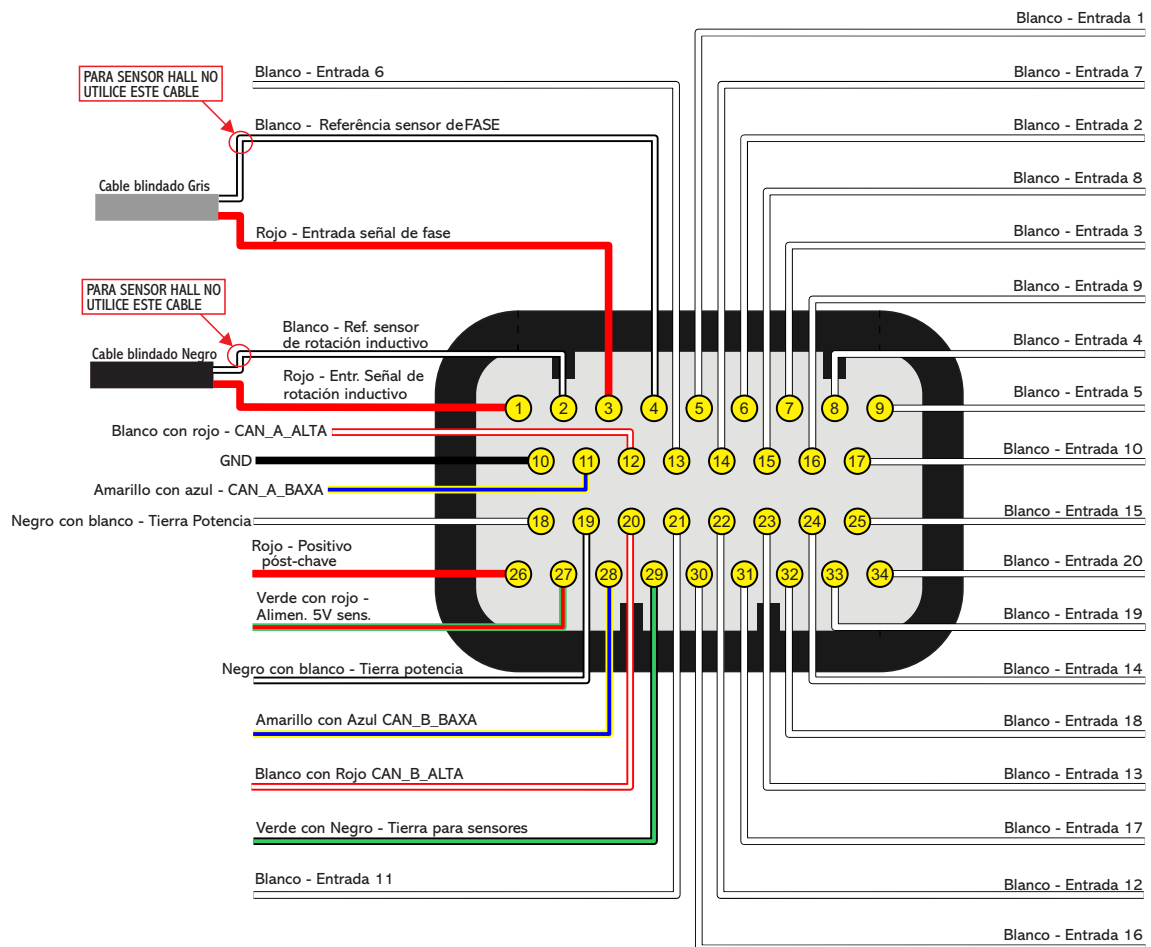 Blanco - Entrada 1
Blanco - Entrada 6
Blanco - Entrada 7
PARA SENSOR HALL NO
UTILICE ESTE CABLE
Blanco -  Referência sensor deFASE
Blanco - Entrada 2
Cable blindado Gris
Blanco - Entrada 8
Rojo - Entrada señal de fase
Blanco - Entrada 3
PARA SENSOR HALL NO
UTILICE ESTE CABLE
Blanco - Entrada 9
Blanco - Ref. sensor
de rotación inductivo
Blanco - Entrada 4
Cable blindado Negro
Rojo - Entr. Señal de
rotación inductivo
Blanco - Entrada 5
1 2 3 4 5 6 7 8 9
Blanco con rojo - CAN_A_ALTA
Blanco - Entrada 10
GND
10 11 12 13 14 15 16 17
Amarillo con azul - CAN_A_BAXA
Blanco - Entrada 15
Negro con blanco - Tierra Potencia
18 19 20 21 22 23 24 25
Rojo - Positivo
póst-chave
Blanco - Entrada 20
26 27 28 29 30 31 32 33 34
Verde con rojo -
Alimen. 5V sens.
Blanco - Entrada 19
Negro con blanco - Tierra potencia
Blanco - Entrada 14
Amarillo con Azul CAN_B_BAXA
Blanco - Entrada 18
Blanco con Rojo CAN_B_ALTA
Blanco - Entrada 13
Verde con Negro - Tierra para sensores
Blanco - Entrada 17
Blanco - Entrada 11
Blanco - Entrada 12
Blanco - Entrada 16